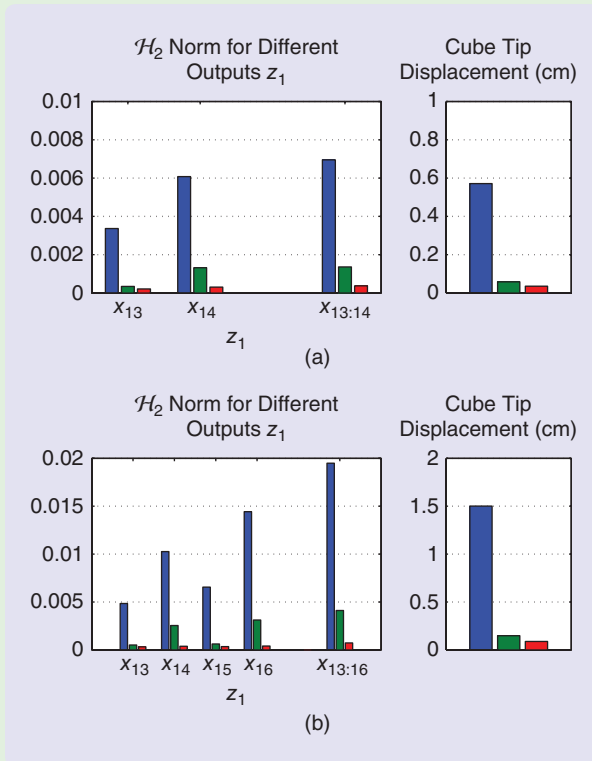 ℋ₂ Norm for Different
Outputs z₁
0.01
0.008
0.006
0.004
0.002
0
x₁₃
x₁₄
x₁₃:₁₄
z₁
Cube Tip
Displacement (cm)
1
0.8
0.6
0.4
0.2
0
(a)
ℋ₂ Norm for Different
Outputs z₁
0.02
0.015
0.01
0.005
0
x₁₃
x₁₄
x₁₅
x₁₆
x₁₃:₁₆
z₁
Cube Tip
Displacement (cm)
2
1.5
1
0.5
0
(b)